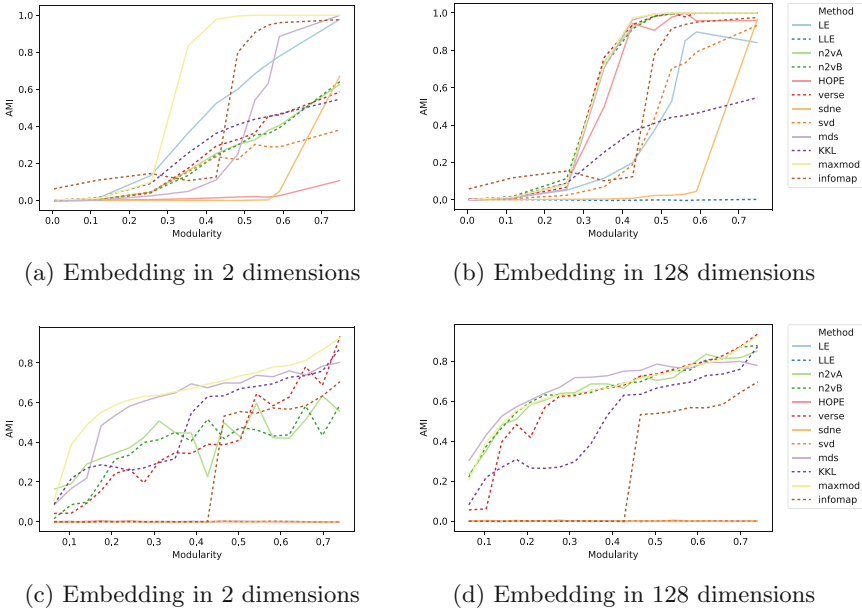 1.0
0.8
0.6
0.4
0.2
0.0
AMI
0.0 0.1 0.2 0.3 0.4 0.5 0.6 0.7
Modularity
(a) Embedding in 2 dimensions
1.0
0.8
0.6
0.4
0.2
0.0
AMI
0.0 0.1 0.2 0.3 0.4 0.5 0.6 0.7
Modularity
(b) Embedding in 128 dimensions
Method
LE
LLE
n2vA
n2vB
HOPE
verse
sdne
svd
mds
KKL
maxmod
infomap
0.8
0.6
0.4
0.2
0.0
AMI
0.1 0.2 0.3 0.4 0.5 0.6 0.7
Modularity
(c) Embedding in 2 dimensions
0.8
0.6
0.4
0.2
0.0
AMI
0.1 0.2 0.3 0.4 0.5 0.6 0.7
Modularity
(d) Embedding in 128 dimensions
Method
LE
LLE
n2vA
n2vB
HOPE
verse
sdne
svd
mds
KKL
maxmod
infomap